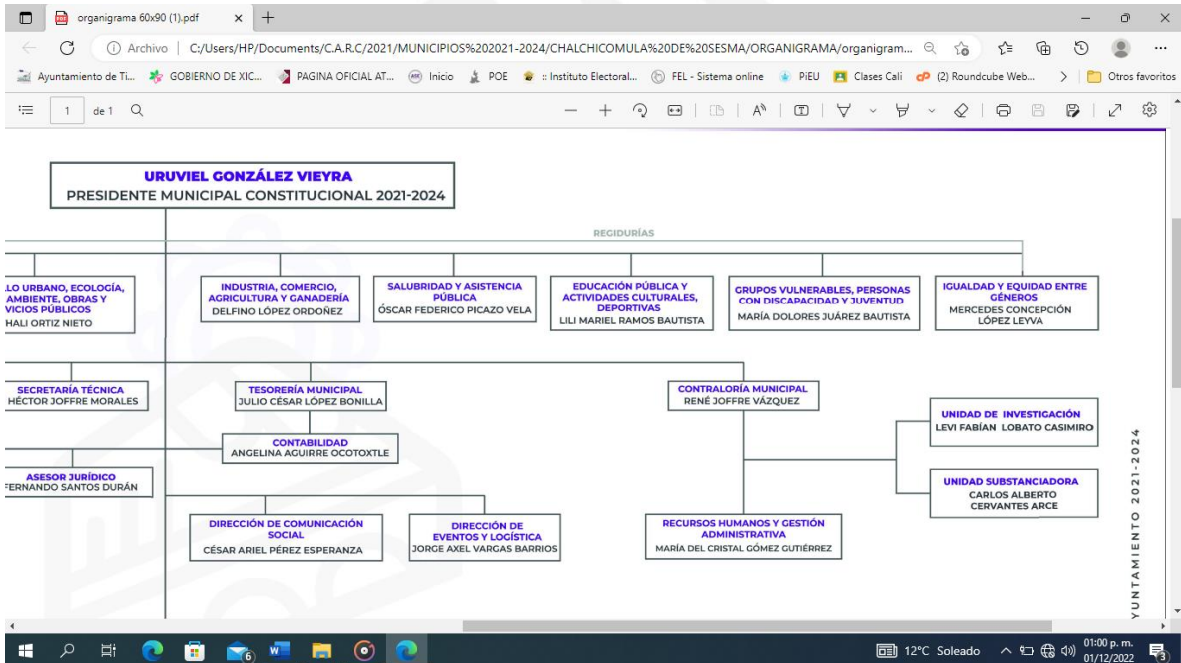 organigrama 60x90 (1).pdf
Archivo | C:/Users/HP/Documents/C.A.R.C/2021/MUNICIPIOS%202021-2024/CHALCHICOMULA%20DE%20SESMA/ORGANIGRAMA/organigram...
Ayuntamiento de Ti... GOBIERNO DE XIC... PAGINA OFICIAL AT... Inicio POE :: Instituto Electoral... FEL - Sistema online PiEU Clases Cali (2) Roundcube Web... Otros favoritos
1 de 1
URUVIEL GONZÁLEZ VIEYRA
PRESIDENTE MUNICIPAL CONSTITUCIONAL 2021-2024
REGIDURÍAS
LO URBANO, ECOLOGÍA,
AMBIENTE, OBRAS Y
VICIOS PÚBLICOS
HALI ORTIZ NIETO
INDUSTRIA, COMERCIO,
AGRICULTURA Y GANADERÍA
DELFINO LÓPEZ ORDOÑEZ
SALUBRIDAD Y ASISTENCIA
PÚBLICA
ÓSCAR FEDERICO PICAZO VELA
EDUCACIÓN PÚBLICA Y
ACTIVIDADES CULTURALES,
DEPORTIVAS
LILI MARIEL RAMOS BAUTISTA
GRUPOS VULNERABLES, PERSONAS
CON DISCAPACIDAD Y JUVENTUD
MARÍA DOLORES JUÁREZ BAUTISTA
IGUALDAD Y EQUIDAD ENTRE
GÉNEROS
MERCEDES CONCEPCIÓN
LÓPEZ LEYVA
SECRETARÍA TÉCNICA
HÉCTOR JOFFRE MORALES
TESORERÍA MUNICIPAL
JULIO CÉSAR LÓPEZ BONILLA
CONTRALORÍA MUNICIPAL
RENÉ JOFFRE VÁZQUEZ
UNIDAD DE INVESTIGACIÓN
LEVI FABÍAN LOBATO CASIMIRO
CONTABILIDAD
ANGELINA AGUIRRE OCOTOXTLE
ASESOR JURÍDICO
FERNANDO SANTOS DURÁN
UNIDAD SUBSTANCIADORA
CARLOS ALBERTO
CERVANTES ARCE
DIRECCIÓN DE COMUNICACIÓN
SOCIAL
CÉSAR ARIEL PÉREZ ESPERANZA
DIRECCIÓN DE
EVENTOS Y LOGÍSTICA
JORGE AXEL VARGAS BARRIOS
RECURSOS HUMANOS Y GESTIÓN
ADMINISTRATIVA
MARÍA DEL CRISTAL GÓMEZ GUTIÉRREZ
YUNTAMIENTO 2021-2024
12°C Soleado
01:00 p. m.
01/12/2022